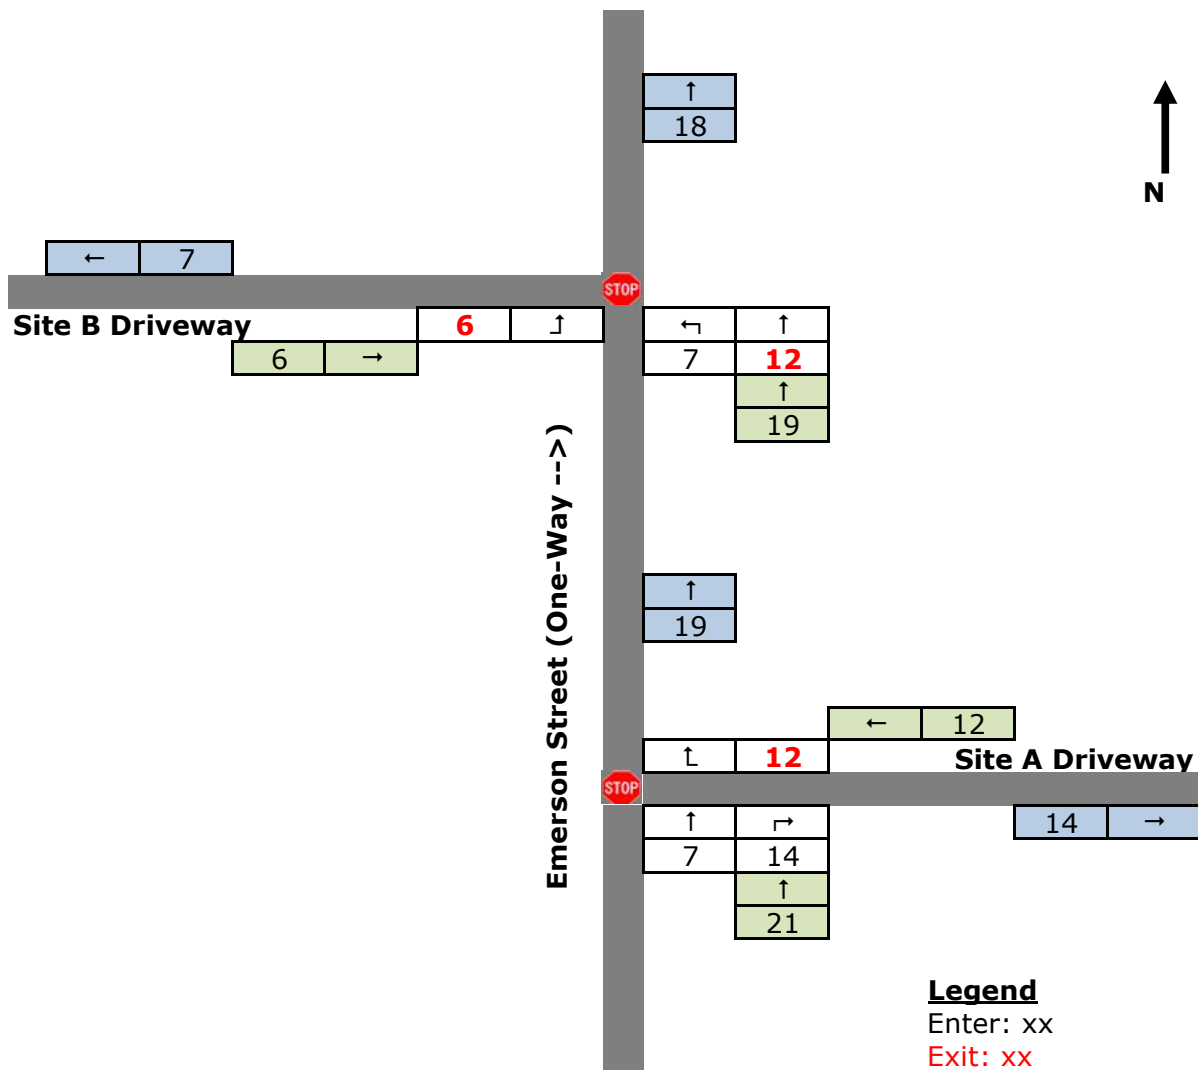 ↑
18
N
← 7
STOP
Site B Driveway
6 ⮥
↰ ↑
7 12
6 →
↑
19
Emerson Street (One-Way -->)
↑
19
← 12
↑ 12
Site A Driveway
STOP
14 →
↑ ↱
7 14
↑
21
Legend
Enter: xx
Exit: xx